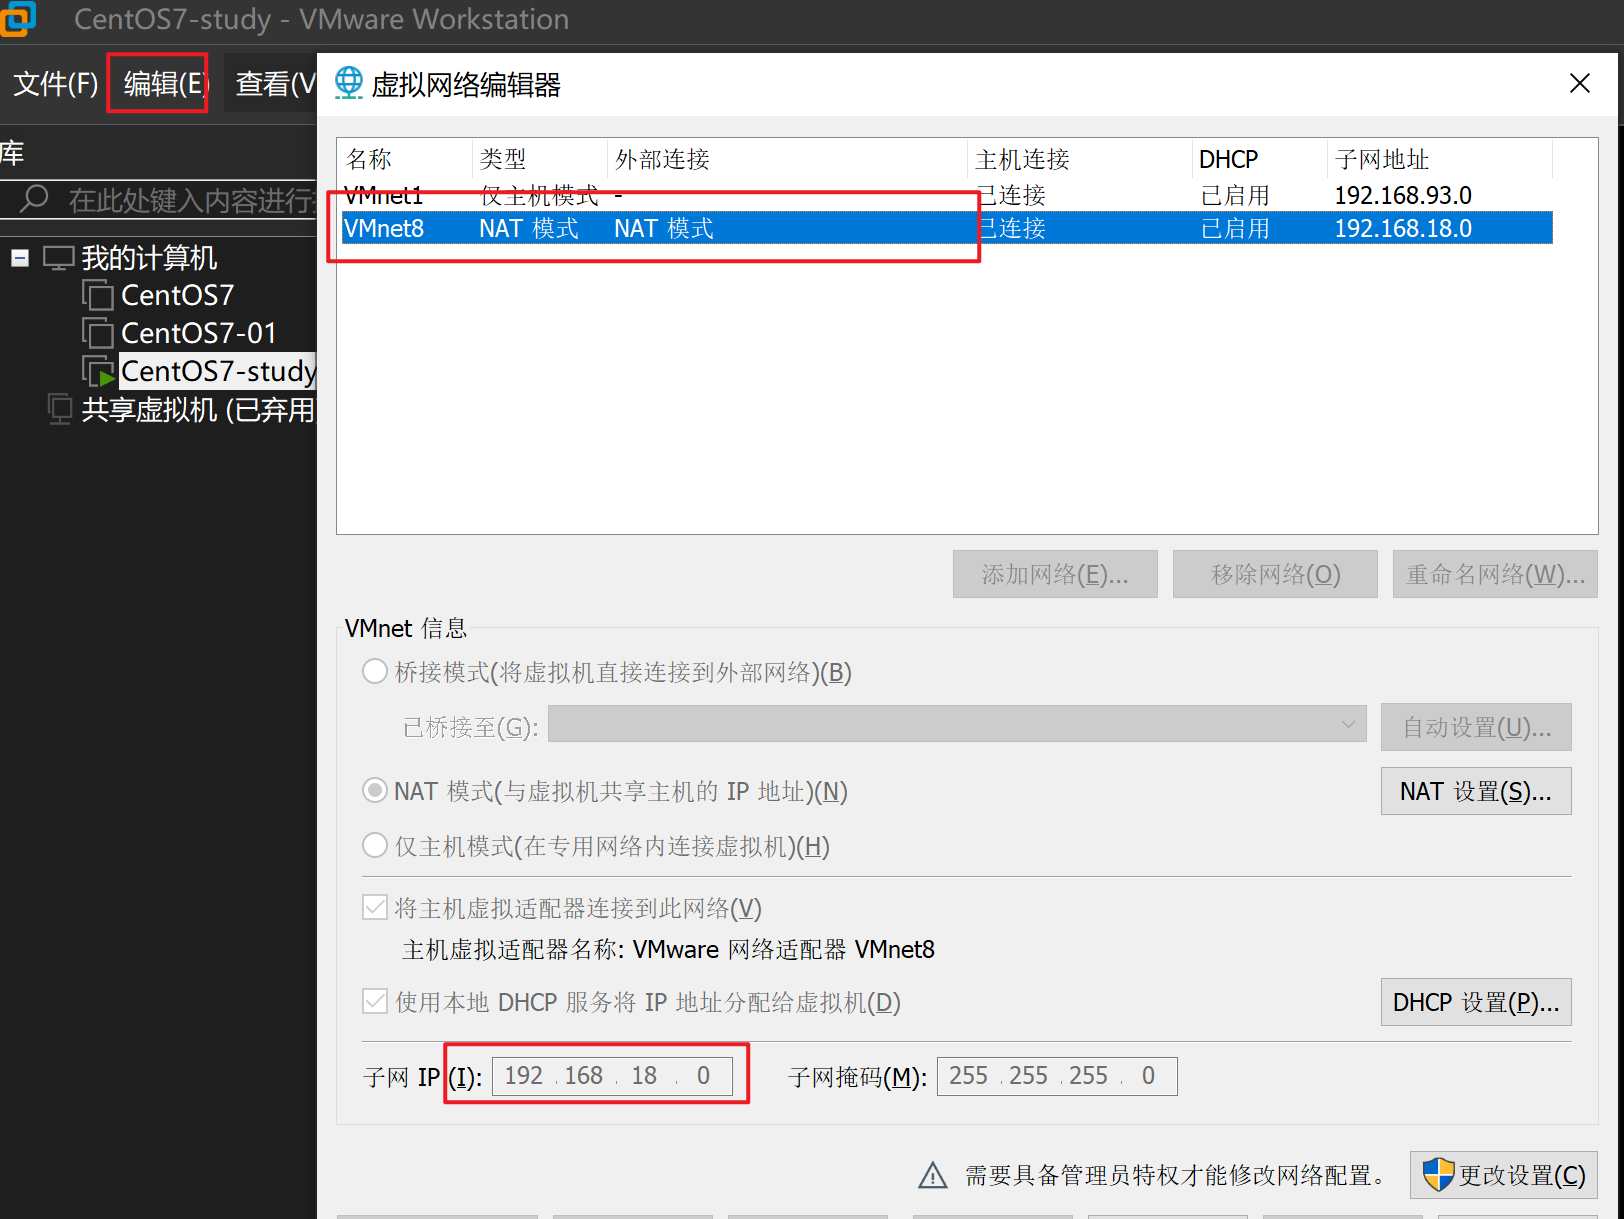 CentOS7-study - VMware Workstation
文件(F) 编辑(E) 查看(V
虚拟网络编辑器
库
在此处键入内容进行
我的计算机
CentOS7
CentOS7-01
CentOS7-study
共享虚拟机 (已弃用)
名称 类型 外部连接 主机连接 DHCP 子网地址
VMnet1 仅主机模式 - 已连接 已启用 192.168.93.0
VMnet8 NAT 模式 NAT 模式 已连接 已启用 192.168.18.0
添加网络(E)... 移除网络(O) 重命名网络(W)...
VMnet 信息
桥接模式(将虚拟机直接连接到外部网络)(B)
已桥接至(G): 自动设置(U)...
NAT 模式(与虚拟机共享主机的 IP 地址)(N) NAT 设置(S)...
仅主机模式(在专用网络内连接虚拟机)(H)
将主机虚拟适配器连接到此网络(V)
主机虚拟适配器名称: VMware 网络适配器 VMnet8
使用本地 DHCP 服务将 IP 地址分配给虚拟机(D) DHCP 设置(P)...
子网 IP (I): 192 . 168 . 18 . 0 子网掩码(M): 255 . 255 . 255 . 0
需要具备管理员特权才能修改网络配置。 更改设置(C)